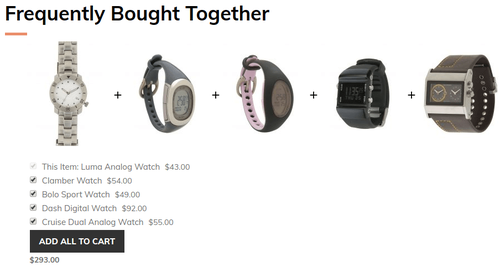 Frequently Bought Together
+ + + +
This Item: Luma Analog Watch $43.00
Clamber Watch $54.00
Bolo Sport Watch $49.00
Dash Digital Watch $92.00
Cruise Dual Analog Watch $55.00
ADD ALL TO CART
$293.00